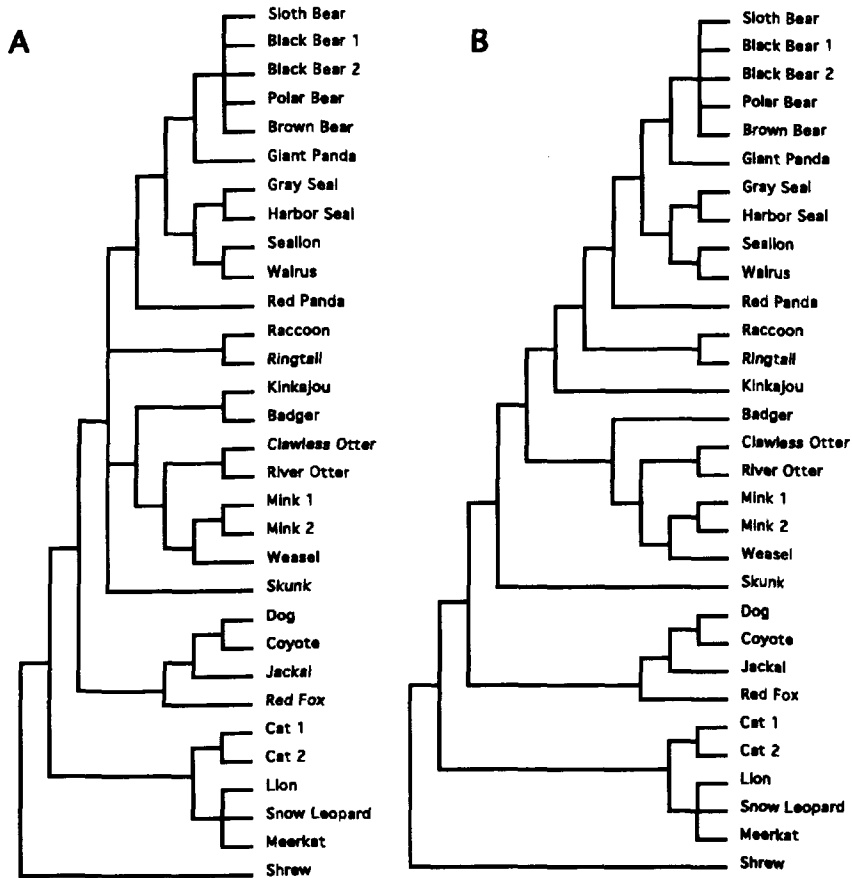 A
Sloth Bear
Black Bear 1
Black Bear 2
Polar Bear
Brown Bear
Giant Panda
Gray Seal
Harbor Seal
Sealion
Walrus
Red Panda
Raccoon
Ringtail
Kinkajou
Badger
Clawless Otter
River Otter
Mink 1
Mink 2
Weasel
Skunk
Dog
Coyote
Jackal
Red Fox
Cat 1
Cat 2
Lion
Snow Leopard
Meerkat
Shrew
B
Sloth Bear
Black Bear 1
Black Bear 2
Polar Bear
Brown Bear
Giant Panda
Gray Seal
Harbor Seal
Sealion
Walrus
Red Panda
Raccoon
Ringtail
Kinkajou
Badger
Clawless Otter
River Otter
Mink 1
Mink 2
Weasel
Skunk
Dog
Coyote
Jackal
Red Fox
Cat 1
Cat 2
Lion
Snow Leopard
Meerkat
Shrew